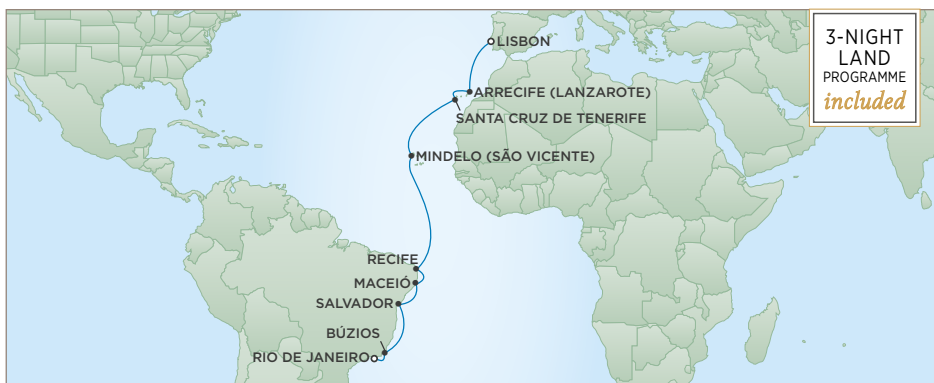 3-NIGHT
LAND
PROGRAMME
included
LISBON
ARRECIFE (LANZAROTE)
SANTA CRUZ DE TENERIFE
MINDELO (SÃO VICENTE)
RECIFE
MACEIÓ
SALVADOR
BÚZIOS
RIO DE JANEIRO